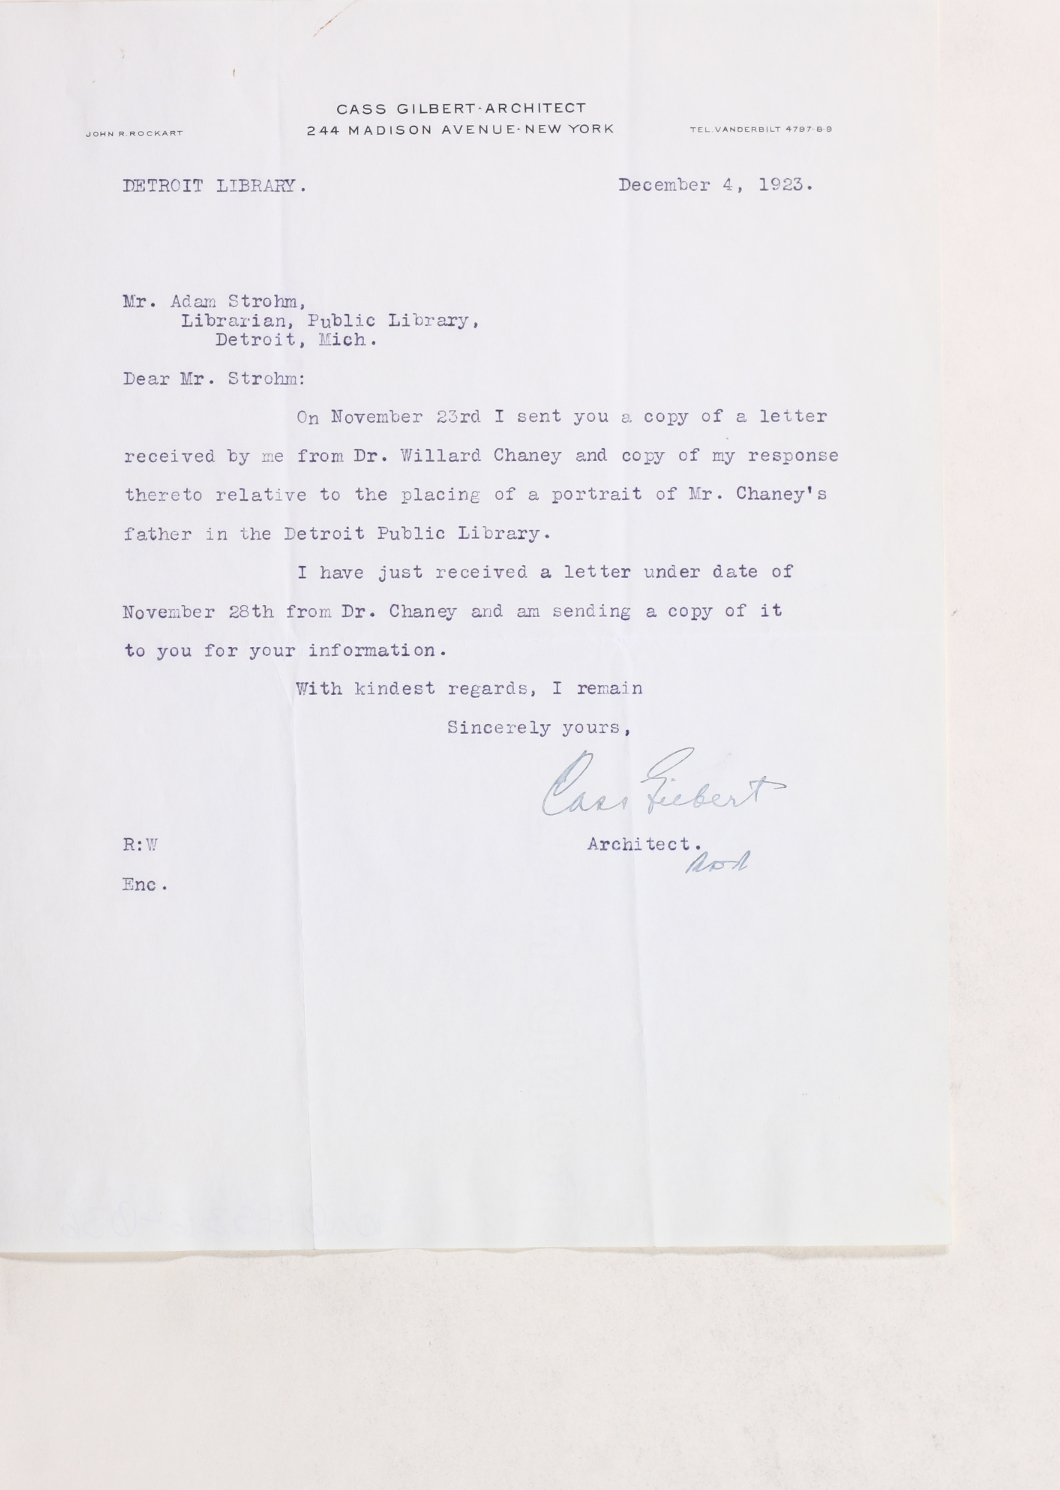 CASS GILBERT·ARCHITECT
244 MADISON AVENUE·NEW YORK
JOHN R. ROCKART
TEL. VANDERBILT 4797-8-9
DETROIT LIBRARY.
December 4, 1923.
Mr. Adam Strohm,
Librarian, Public Library,
Detroit, Mich.
Dear Mr. Strohm:
On November 23rd I sent you a copy of a letter
received by me from Dr. Willard Chaney and copy of my response
thereto relative to the placing of a portrait of Mr. Chaney's
father in the Detroit Public Library.
I have just received a letter under date of
November 28th from Dr. Chaney and am sending a copy of it
to you for your information.
With kindest regards, I remain
Sincerely yours,
Cass Gilbert
Architect.
R:W
Enc.